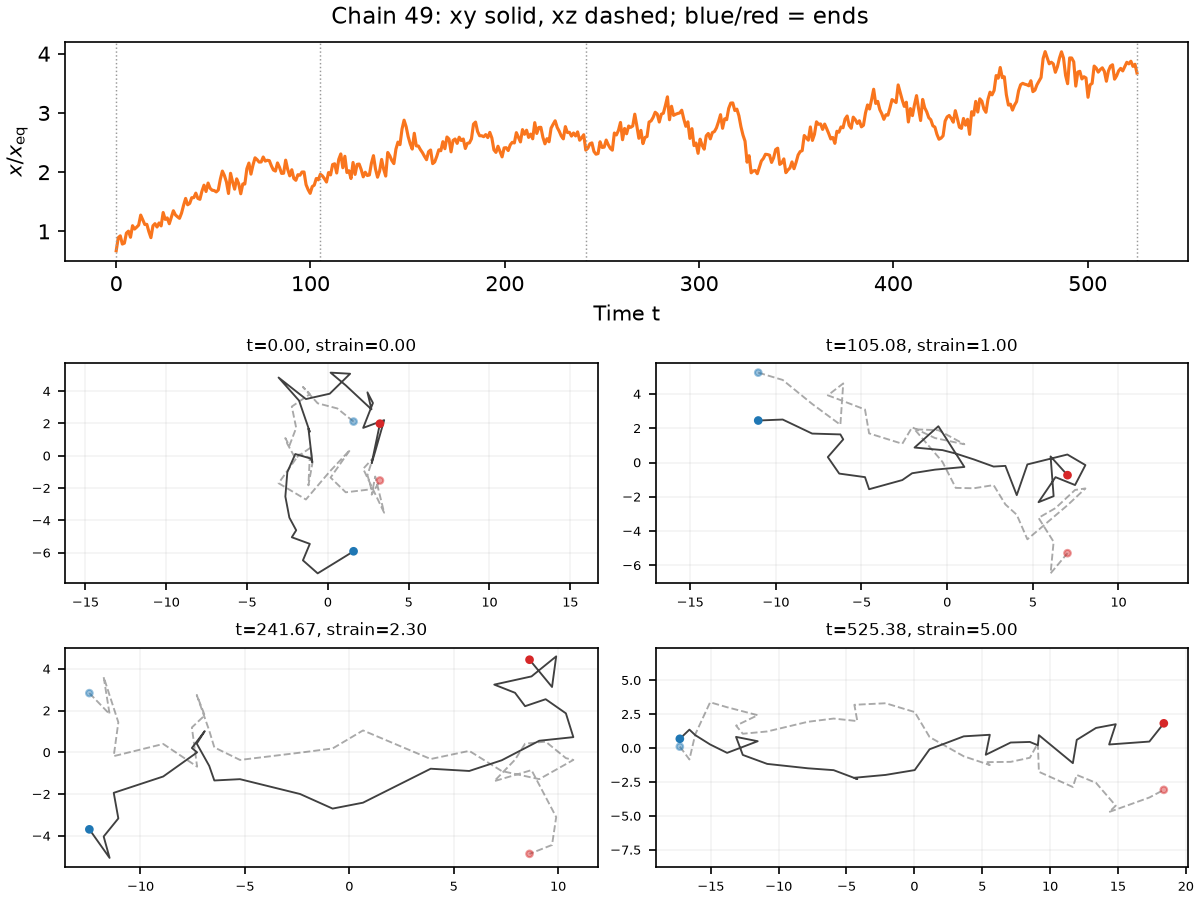 Chain 49: xy solid, xz dashed; blue/red = ends
4
3
2
1
x/x_eq
0 100 200 300 400 500
Time t
t=0.00, strain=0.00
4
2
0
−2
−4
−6
−15 −10 −5 0 5 10 15
t=105.08, strain=1.00
4
2
0
−2
−4
−6
−15 −10 −5 0 5 10
t=241.67, strain=2.30
4
2
0
−2
−4
−10 −5 0 5 10
t=525.38, strain=5.00
5.0
2.5
0.0
−2.5
−5.0
−7.5
−15 −10 −5 0 5 10 15 20